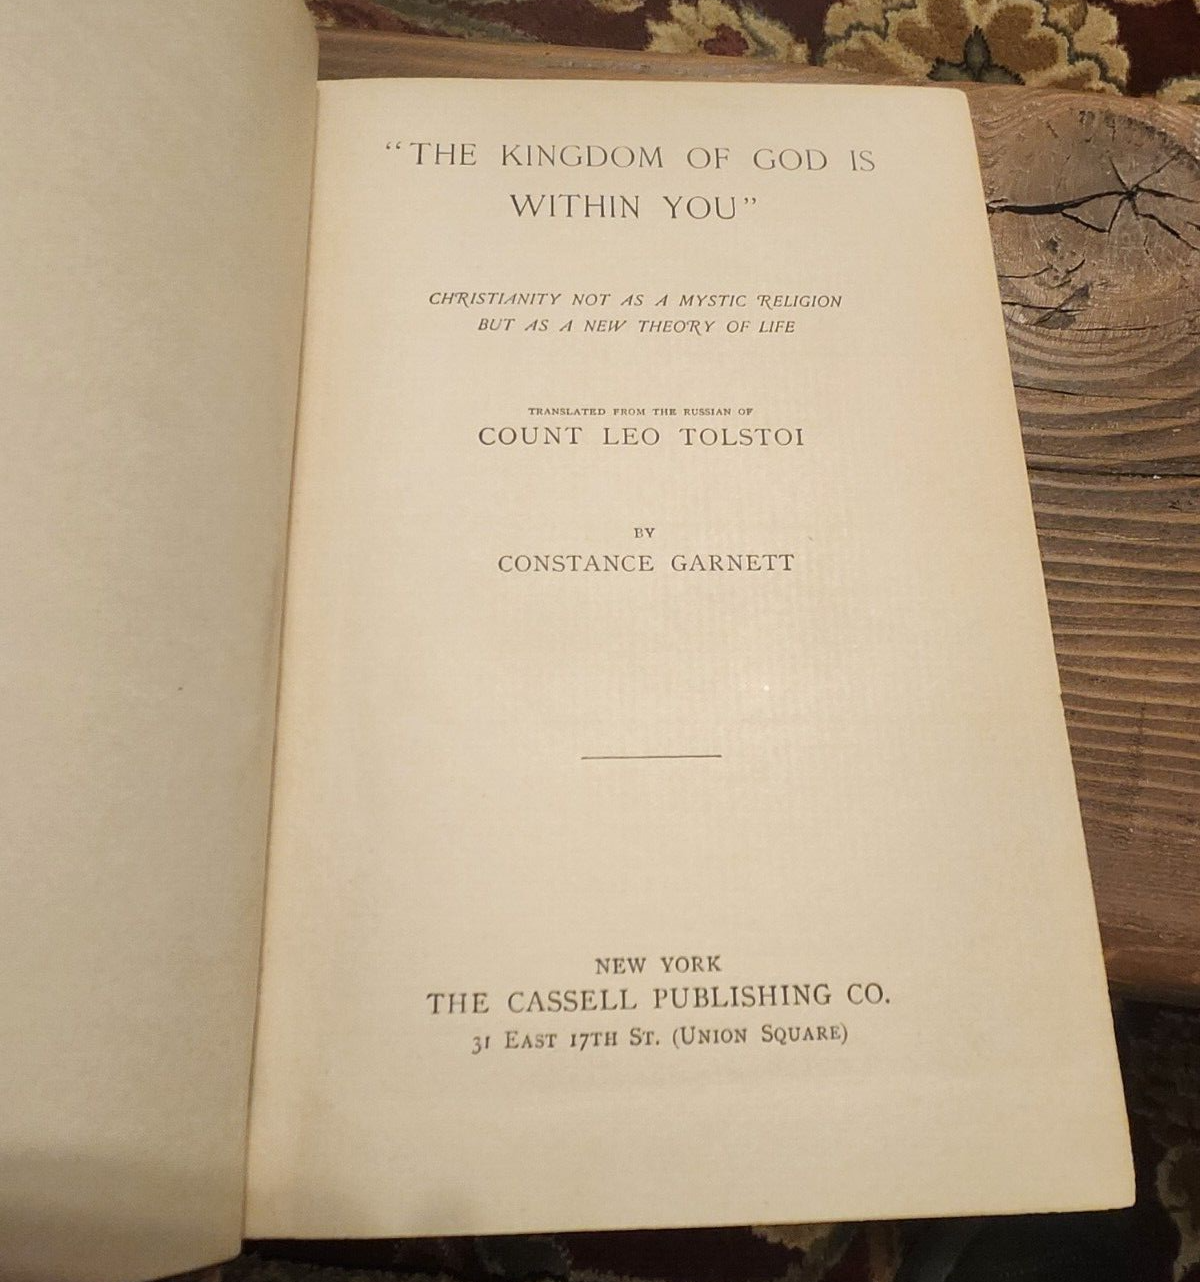 “THE KINGDOM OF GOD IS
WITHIN YOU”
CHRISTIANITY NOT AS A MYSTIC RELIGION
BUT AS A NEW THEORY OF LIFE
TRANSLATED FROM THE RUSSIAN OF
COUNT LEO TOLSTOI
BY
CONSTANCE GARNETT
NEW YORK
THE CASSELL PUBLISHING CO.
31 EAST 17TH ST. (UNION SQUARE)